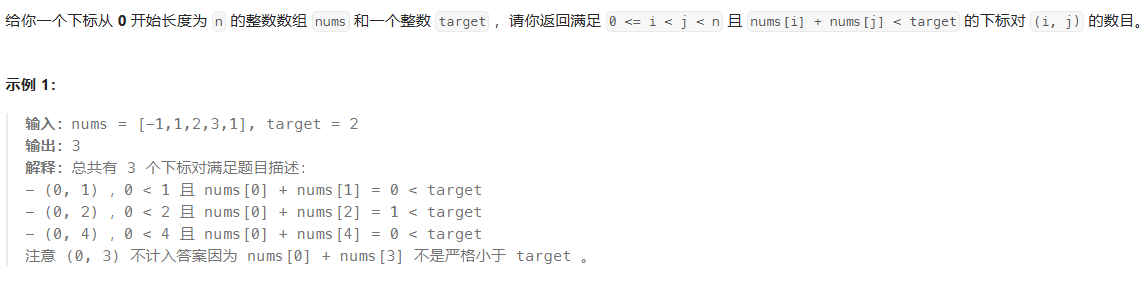 给你一个下标从 0 开始长度为 n 的整数数组 nums 和一个整数 target ，请你返回满足 0 <= i < j < n 且 nums[i] + nums[j] < target 的下标对 (i, j) 的数目。
示例 1：
输入：nums = [-1,1,2,3,1], target = 2
输出：3
解释：总共有 3 个下标对满足题目描述：
- (0, 1) ，0 < 1 且 nums[0] + nums[1] = 0 < target
- (0, 2) ，0 < 2 且 nums[0] + nums[2] = 1 < target
- (0, 4) ，0 < 4 且 nums[0] + nums[4] = 0 < target
注意 (0, 3) 不计入答案因为 nums[0] + nums[3] 不是严格小于 target 。